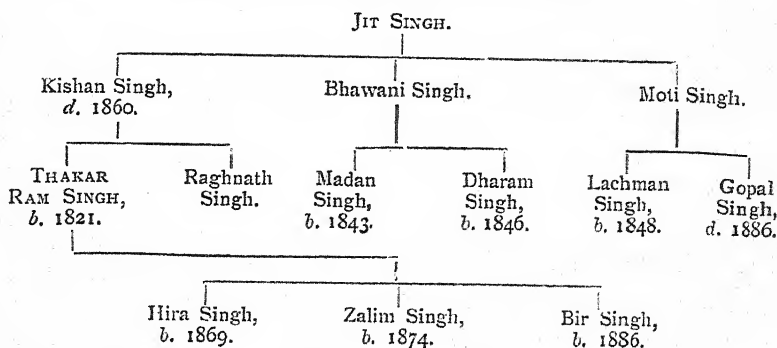 JIT SINGH.
Kishan Singh,
d. 1860.
Bhawani Singh.
Moti Singh.
THAKAR
RAM SINGH,
b. 1821.
Raghnath
Singh.
Madan
Singh,
b. 1843.
Dharam
Singh,
b. 1846.
Lachman
Singh,
b. 1848.
Gopal
Singh,
d. 1886.
Hira Singh,
b. 1869.
Zalim Singh,
b. 1874.
Bir Singh,
b. 1886.